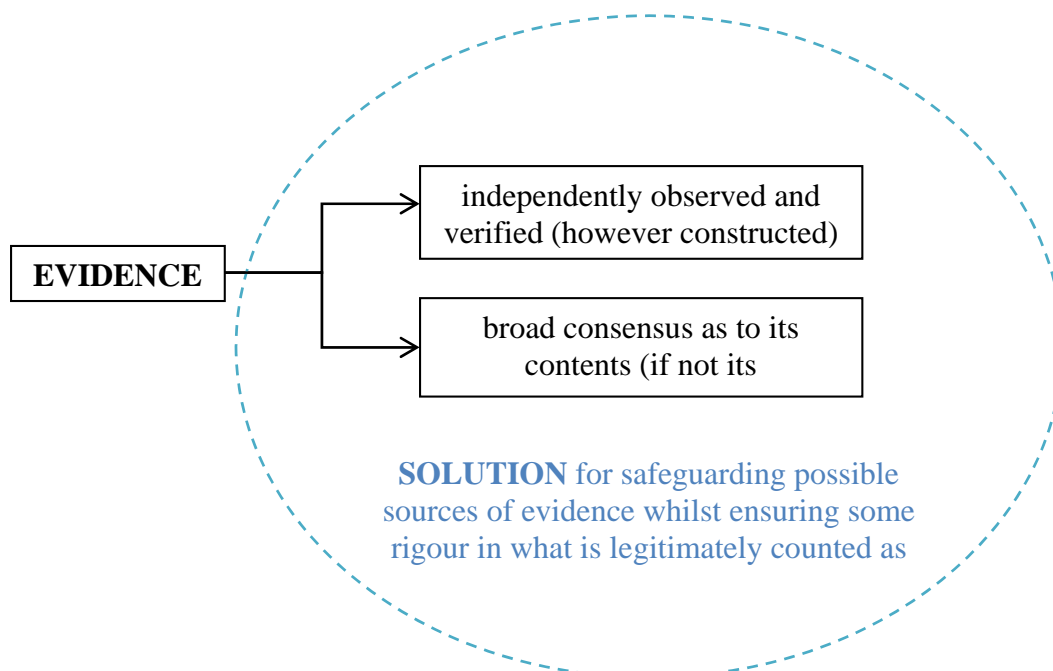 independently observed and
verified (however constructed)
EVIDENCE
broad consensus as to its
contents (if not its
SOLUTION for safeguarding possible
sources of evidence whilst ensuring some
rigour in what is legitimately counted as